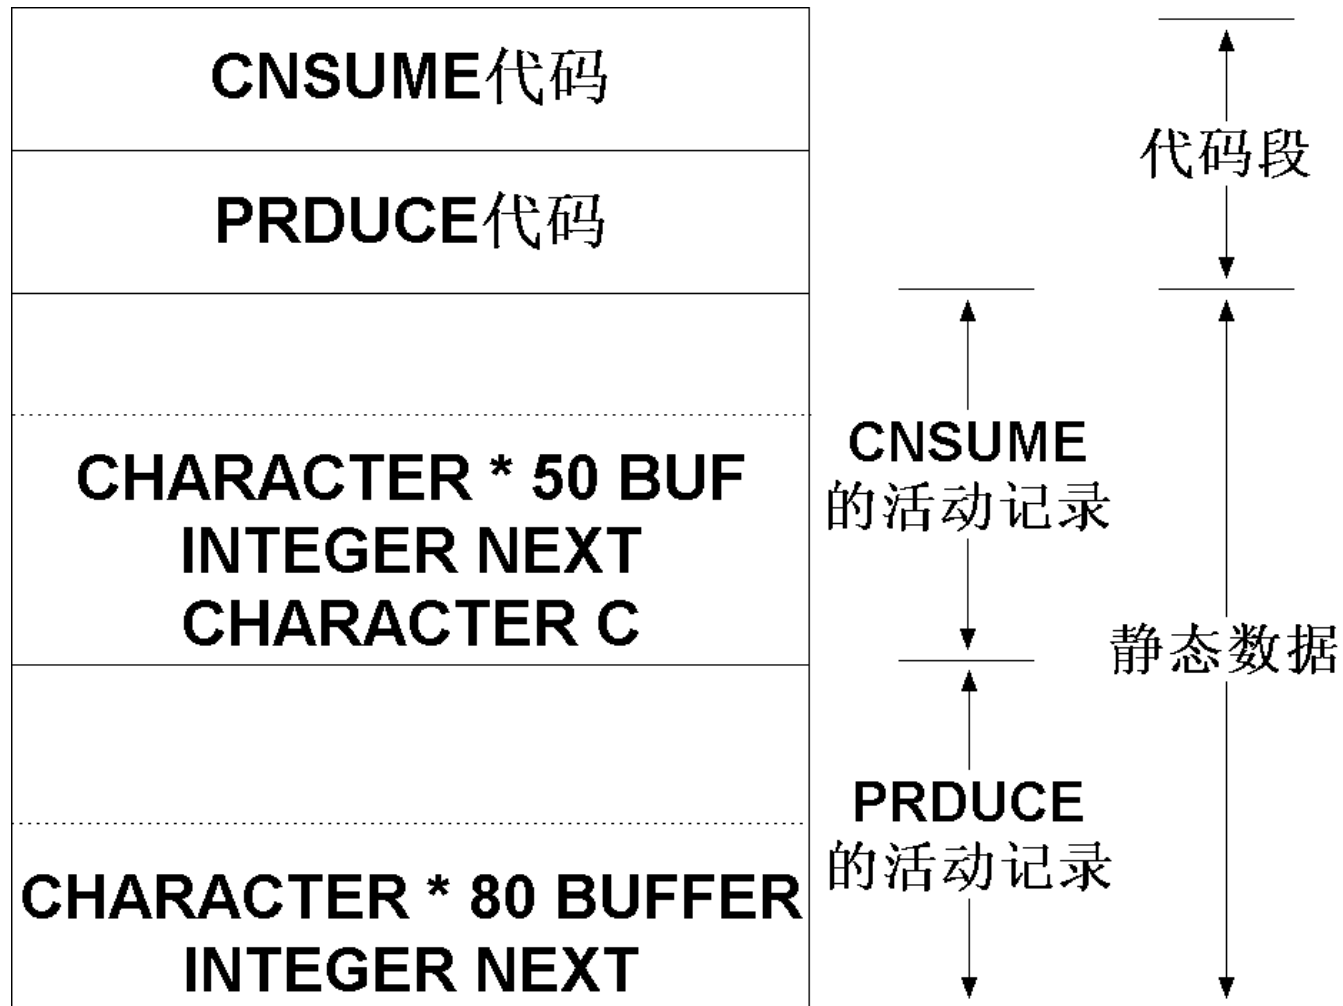 CNSUME代码
PRDUCE代码
代码段
CHARACTER * 50 BUF
INTEGER NEXT
CHARACTER C
CNSUME
的活动记录
静态数据
PRDUCE
的活动记录
CHARACTER * 80 BUFFER
INTEGER NEXT